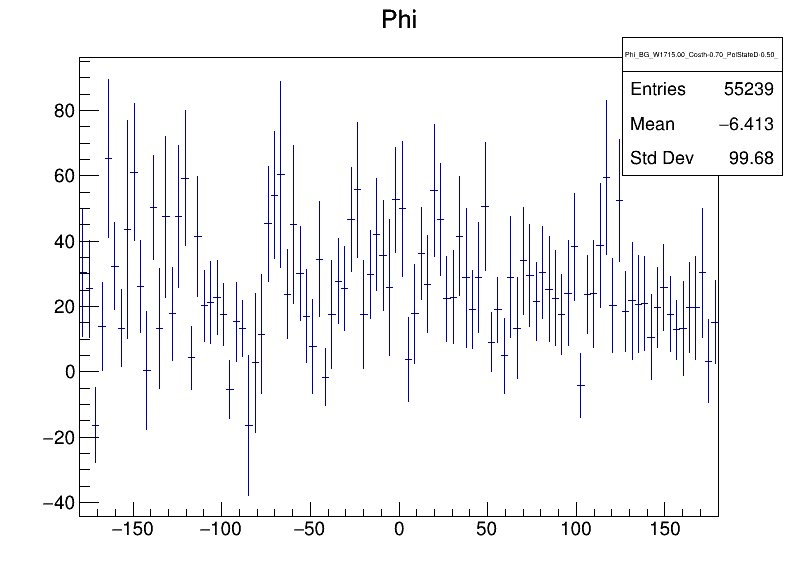 Phi
Phi_BG_W1715.00_Costh-0.70_PolStateD-0.50_
Entries 55239
Mean −6.413
Std Dev 99.68
80
60
40
20
0
−20
−40
−150 −100 −50 0 50 100 150